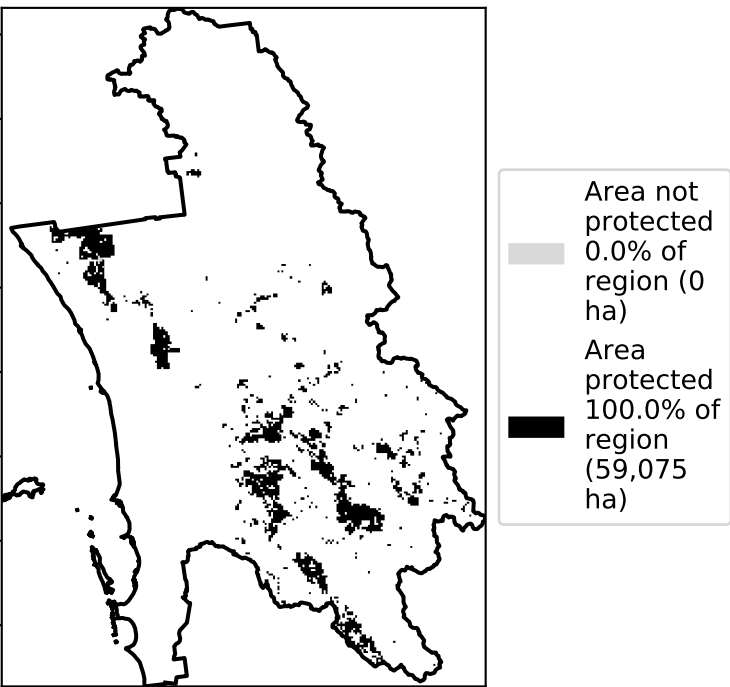 Area not
protected
0.0% of
region (0
ha)
Area
protected
100.0% of
region
(59,075
ha)